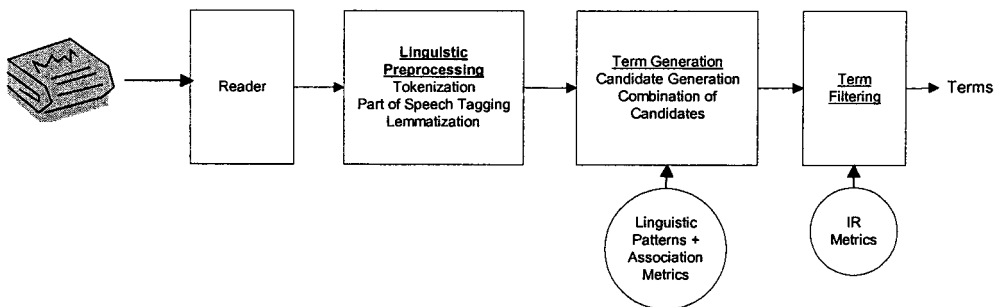 Reader
Linguistic
Preprocessing
Tokenization
Part of Speech Tagging
Lemmatization
Term Generation
Candidate Generation
Combination of
Candidates
Term
Filtering
Terms
Linguistic
Patterns +
Association
Metrics
IR
Metrics